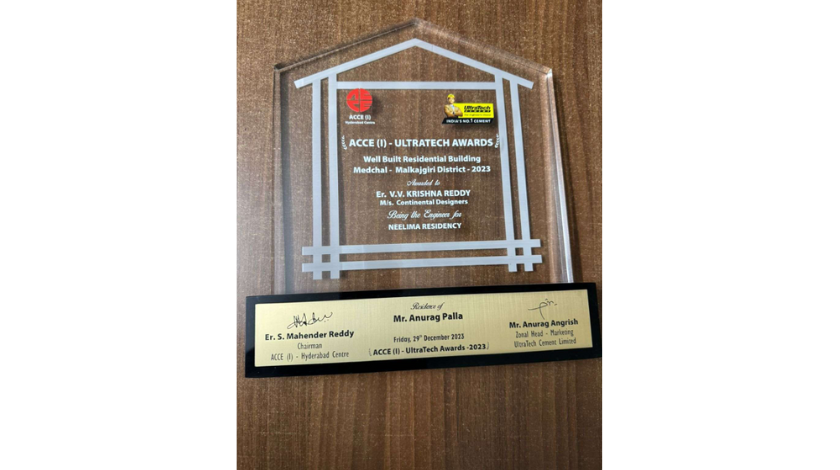 ACCE (I)
Hyderabad Centre
UltraTech
CEMENT
INDIA'S NO.1 CEMENT
ACCE (I) - ULTRATECH AWARDS
Well Built Residential Building
Medchal - Malkajgiri District - 2023
Awarded to
Er. V.V. KRISHNA REDDY
M/s. Continental Designers
Being the Engineer for
NEELIMA RESIDENCY
Residence of
Mr. Anurag Palla
Friday, 29th December 2023
(ACCE (I) - UltraTech Awards -2023)
Er. S. Mahender Reddy
Chairman
ACCE (I) - Hyderabad Centre
Mr. Anurag Angrish
Zonal Head - Marketing
UltraTech Cement Limited